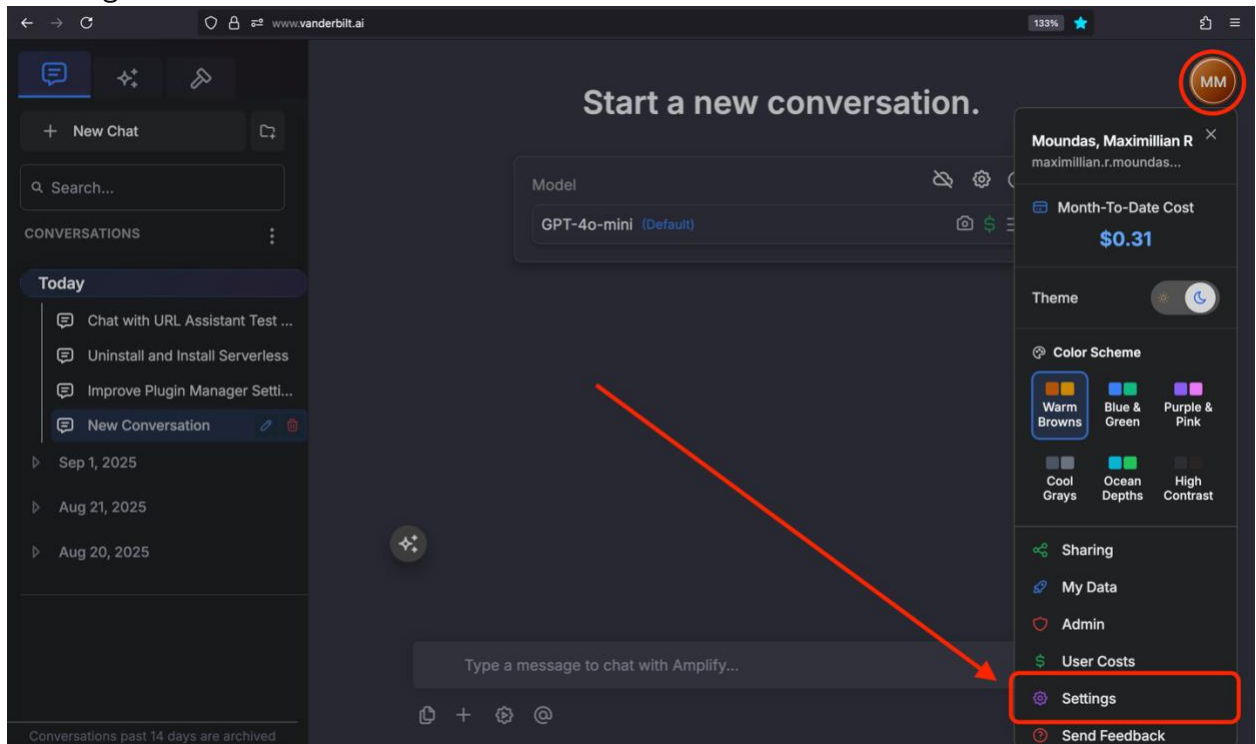 www.vanderbilt.ai
133%
MM
+ New Chat
Search...
CONVERSATIONS
Today
Chat with URL Assistant Test ...
Uninstall and Install Serverless
Improve Plugin Manager Setti...
New Conversation
Sep 1, 2025
Aug 21, 2025
Aug 20, 2025
Conversations past 14 days are archived
Start a new conversation.
Model
GPT-4o-mini (Default)
Type a message to chat with Amplify...
Moundas, Maximillian R
maximillian.r.moundas...
Month-To-Date Cost
$0.31
Theme
Color Scheme
Warm Browns
Blue & Green
Purple & Pink
Cool Grays
Ocean Depths
High Contrast
Sharing
My Data
Admin
User Costs
Settings
Send Feedback